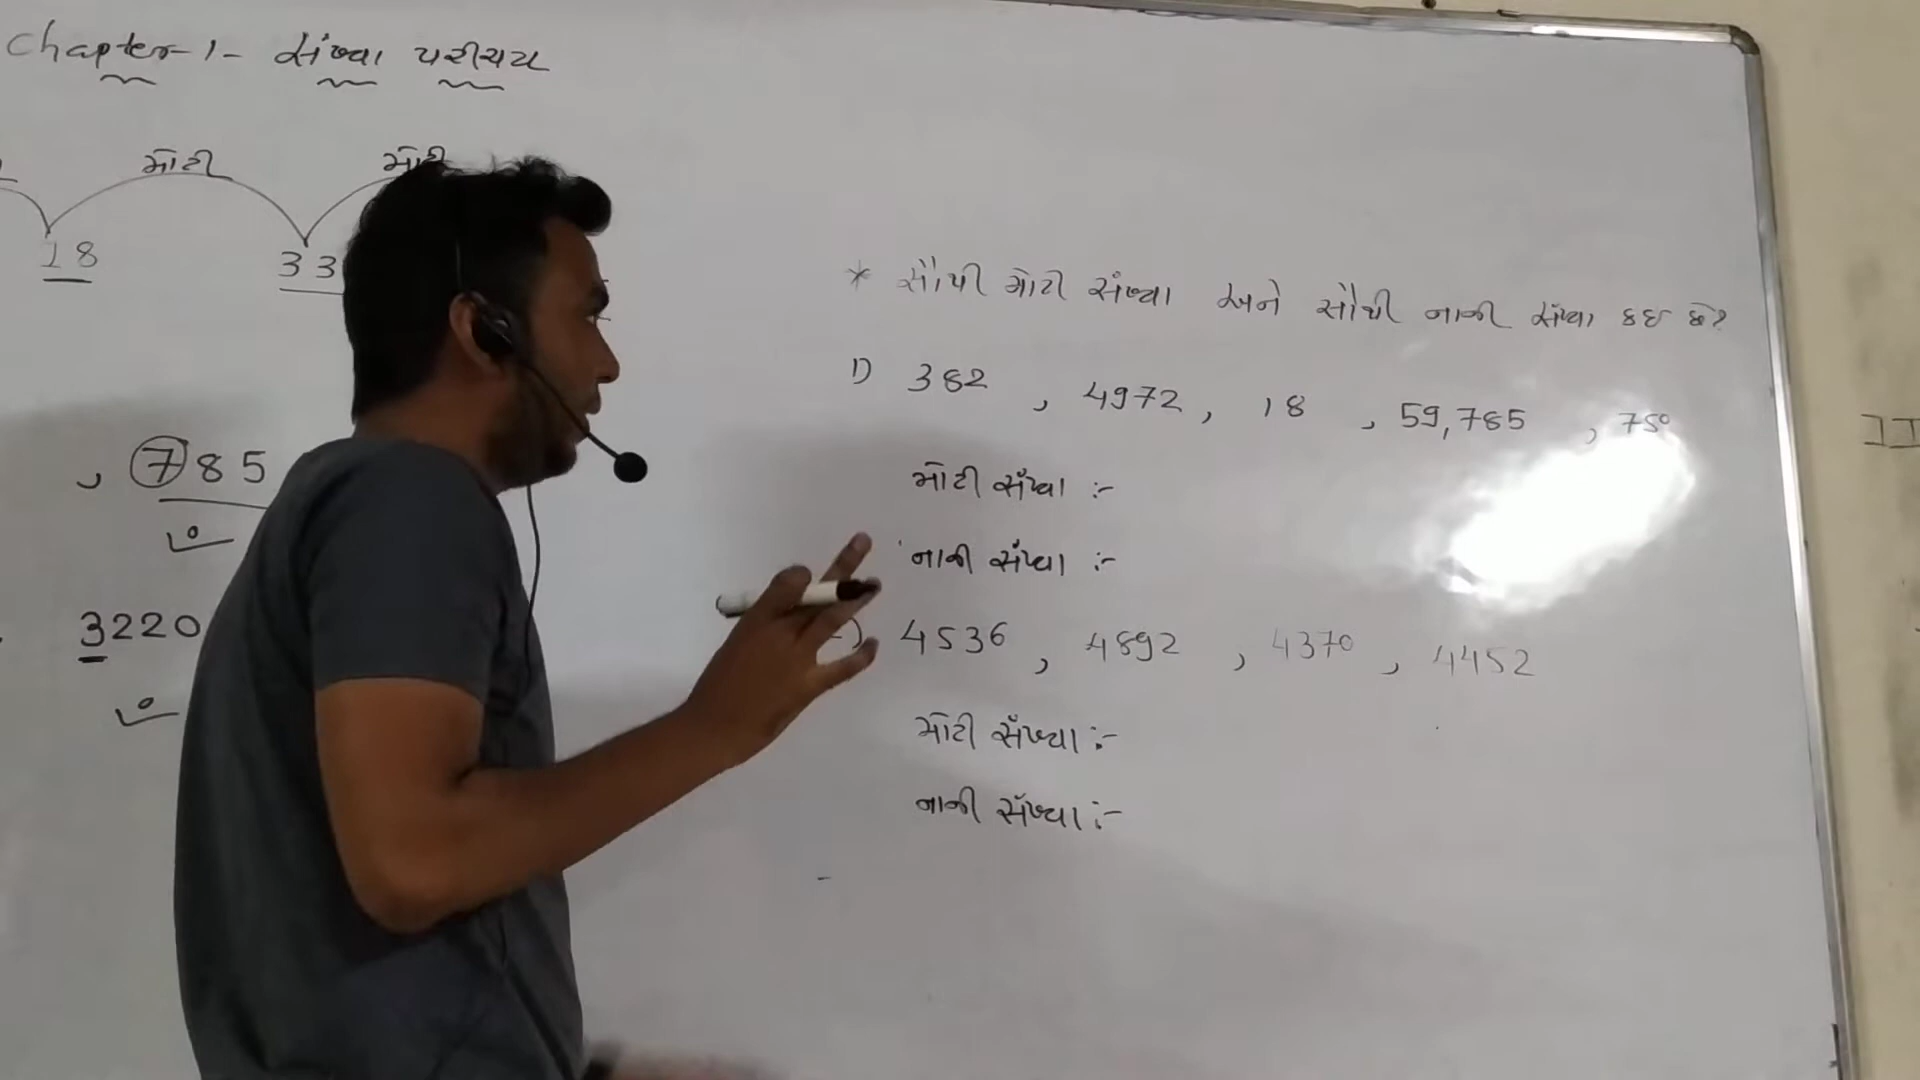 Chapter-1- સંખ્યા પરીચય
મોટી મોટી
18 33
, 785
3220
* સૌથી મોટી સંખ્યા અને સૌથી નાની સંખ્યા કઇ છે?
1) 382 , 4972 , 18 , 59,785 , 750
મોટી સંખ્યા :-
નાની સંખ્યા :-
4536 , 4892 , 4370 , 4452
મોટી સંખ્યા :-
નાની સંખ્યા :-